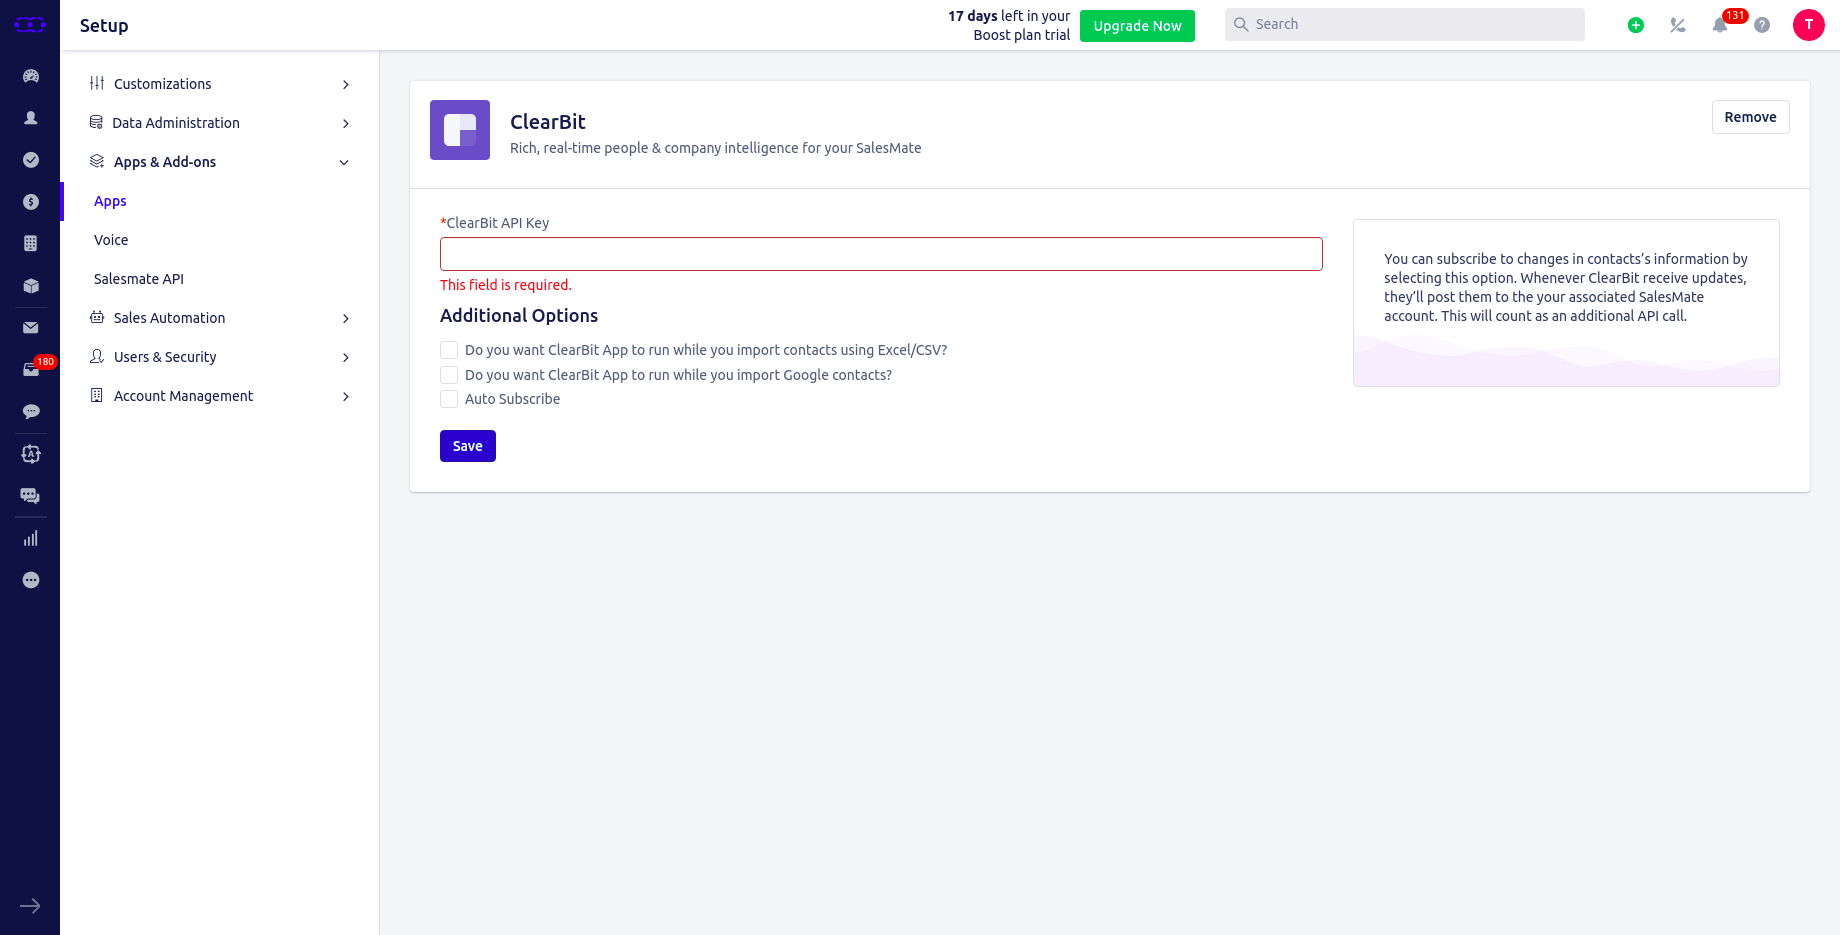 Setup
17 days left in your
Boost plan trial
Upgrade Now
Search
131
?
T
Customizations
Data Administration
Apps & Add-ons
Apps
Voice
Salesmate API
Sales Automation
Users & Security
Account Management
180
$
A
ClearBit
Rich, real-time people & company intelligence for your SalesMate
Remove
*ClearBit API Key
This field is required.
Additional Options
Do you want ClearBit App to run while you import contacts using Excel/CSV?
Do you want ClearBit App to run while you import Google contacts?
Auto Subscribe
Save
You can subscribe to changes in contacts's information by
selecting this option. Whenever ClearBit receive updates,
they'll post them to the your associated SalesMate
account. This will count as an additional API call.